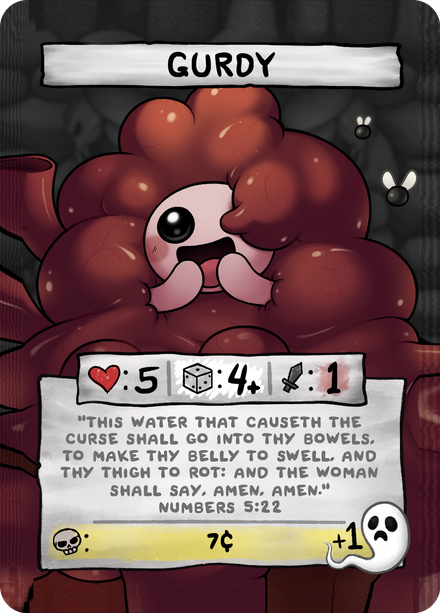 GURDY
:5 :4+ :1
"THIS WATER THAT CAUSETH THE
CURSE SHALL GO INTO THY BOWELS,
TO MAKE THY BELLY TO SWELL, AND
THY THIGH TO ROT: AND THE WOMAN
SHALL SAY, AMEN, AMEN."
NUMBERS 5:22
: 7¢ +1